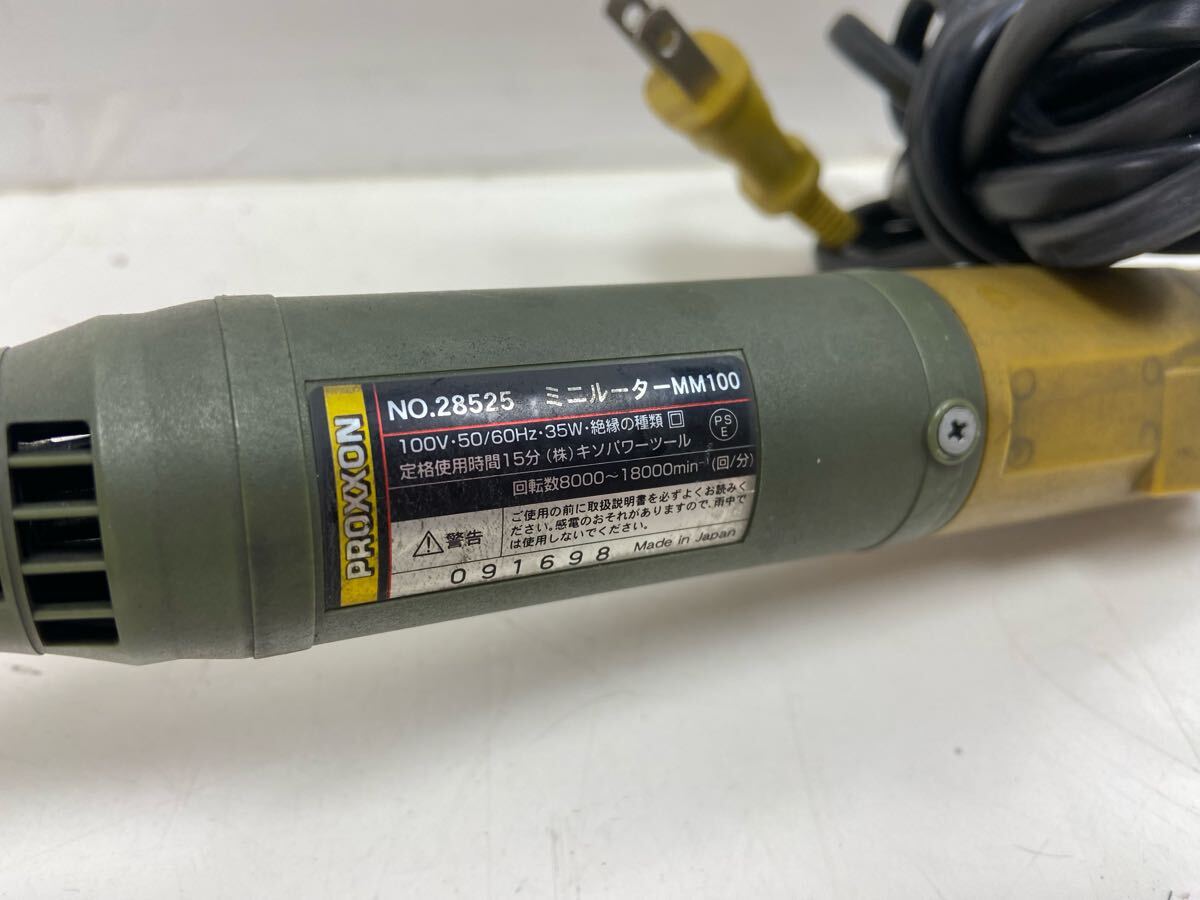 PROXXON
NO.28525 ミニルーターMM100
100V・50/60Hz・35W・絶縁の種類 回
PS E
定格使用時間15分 (株)キソパワーツール
回転数8000～18000min⁻¹(回/分)
警告
ご使用の前に取扱説明書を必ずよくお読みく
ださい。感電のおそれがありますので、雨中で
は使用しないでください。
091698 Made in Japan